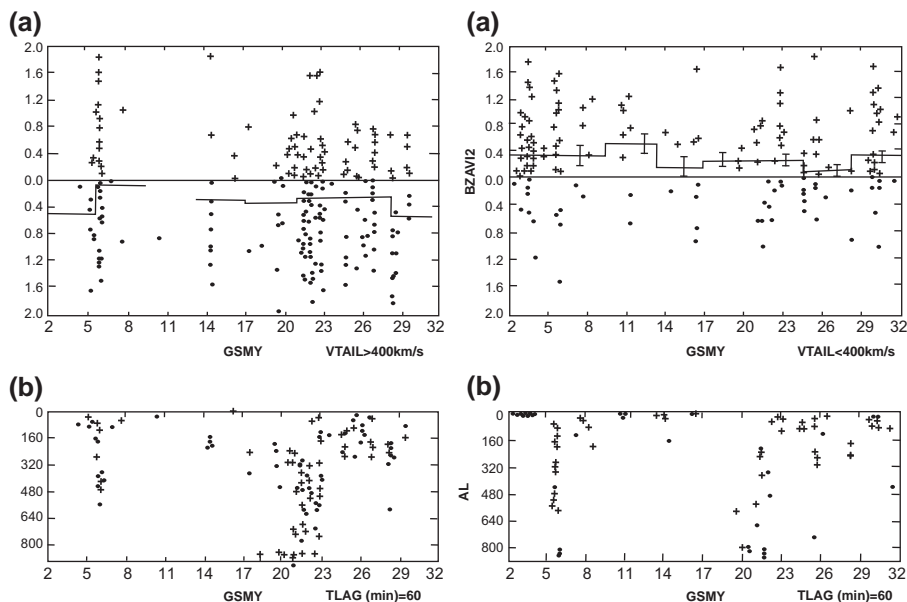 (a)
2.0
1.6
1.2
0.8
0.4
0.0
0.4
0.8
1.2
1.6
2.0
2 5 8 11 14 17 20 23 26 29 32
GSMY VTAIL>400km/s
(a)
BZAVI2
2.0
1.6
1.2
0.8
0.4
0.0
0.4
0.8
1.2
1.6
2.0
2 5 8 11 14 17 20 23 26 29 32
GSMY VTAIL<400km/s
(b)
0
160
320
480
640
800
2 5 8 11 14 17 20 23 26 29 32
GSMY TLAG (min)=60
(b)
AL
0
160
320
480
640
800
2 5 8 11 14 17 20 23 26 29 32
GSMY TLAG (min)=60